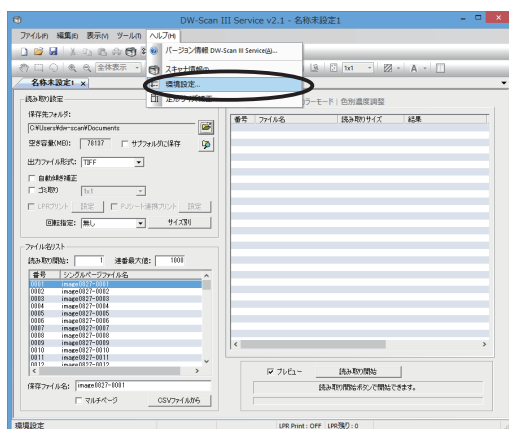 DW-Scan III Service v2.1 - 名称未設定1
ファイル(F) 編集(E) 表示(V) ツール(T) ヘルプ(H)
バージョン情報 DW-Scan III Service(A)...
環境設定...
全体表示
1x1
A
名称未設定1 x
読み取り設定
保存先フォルダ:
C:¥Users¥dw-scan¥Documents
空き容量(MB): 78137 サブフォルダに保存
出力ファイル形式: TIFF
自動傾き補正
ゴミ取り 1x1
LPRプリント 設定 PJシート連携プリント 設定
回転指定: 無し サイズ別
ファイル名リスト
読み取り開始: 1 連番最大値: 1000
番号 シングルページファイル名
0001 image0827-0001
0002 image0827-0002
0003 image0827-0003
0004 image0827-0004
0005 image0827-0005
0006 image0827-0006
0007 image0827-0007
0008 image0827-0008
0009 image0827-0009
0010 image0827-0010
0011 image0827-0011
0012 image0827-0012
保存ファイル名: image0827-0001
マルチページ CSVファイルから
カラーモード 色別濃度調整
番号 ファイル名 読み取りサイズ 結果
プレビュー 読み取り開始
読み取り開始ボタンで開始できます。
環境設定 LPR Print : OFF LPR残り : 0